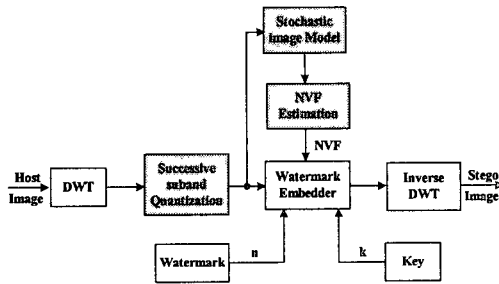 Stochastic
Image Model
NVF
Estimation
NVF
Host
Image
DWT
Successive
suband
Quantization
Watermark
Embedder
Inverse
DWT
Stego
Image
Watermark
n
k
Key